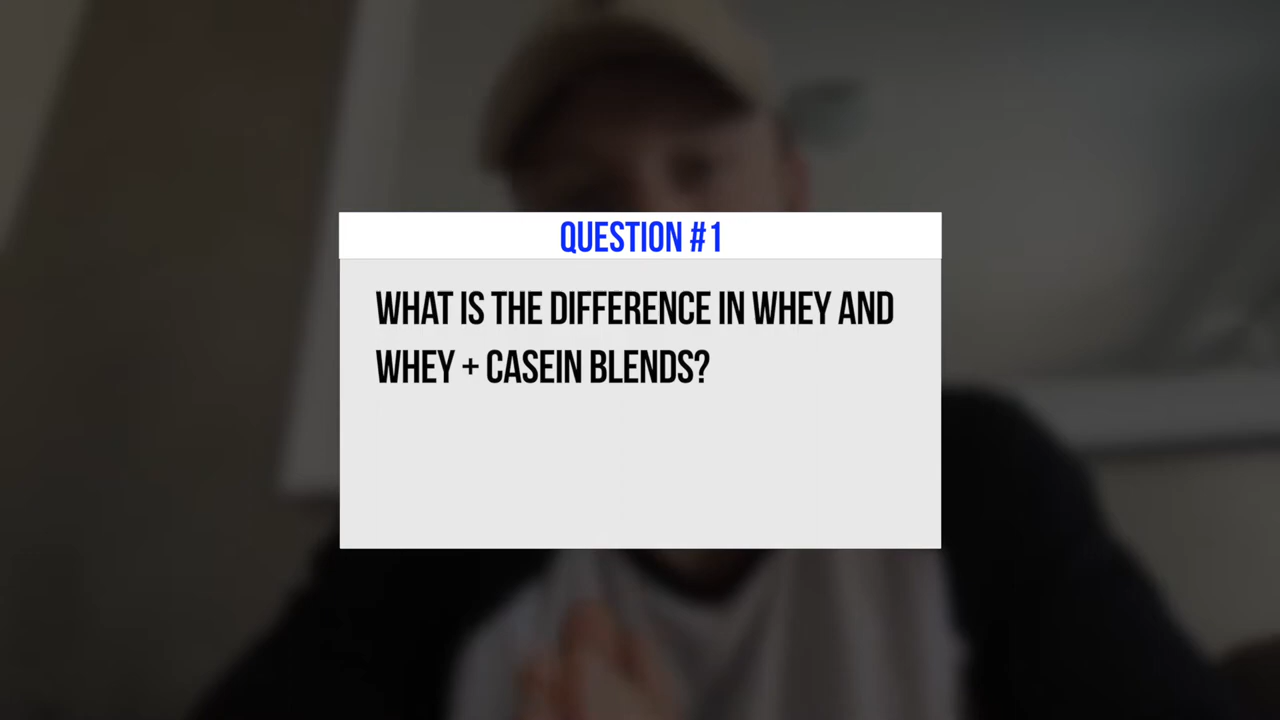 QUESTION #1
WHAT IS THE DIFFERENCE IN WHEY AND
WHEY + CASEIN BLENDS?